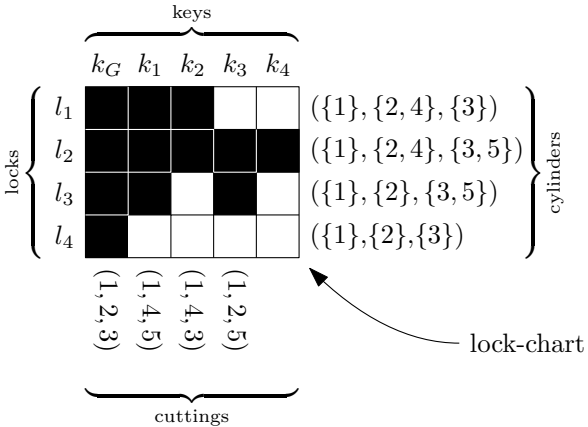 keys
k_G k_1 k_2 k_3 k_4
locks
l_1 ({1}, {2, 4}, {3})
l_2 ({1}, {2, 4}, {3, 5})
l_3 ({1}, {2}, {3, 5})
l_4 ({1},{2},{3})
cylinders
(1, 2, 3) (1, 4, 5) (1, 4, 3) (1, 2, 5)
lock-chart
cuttings